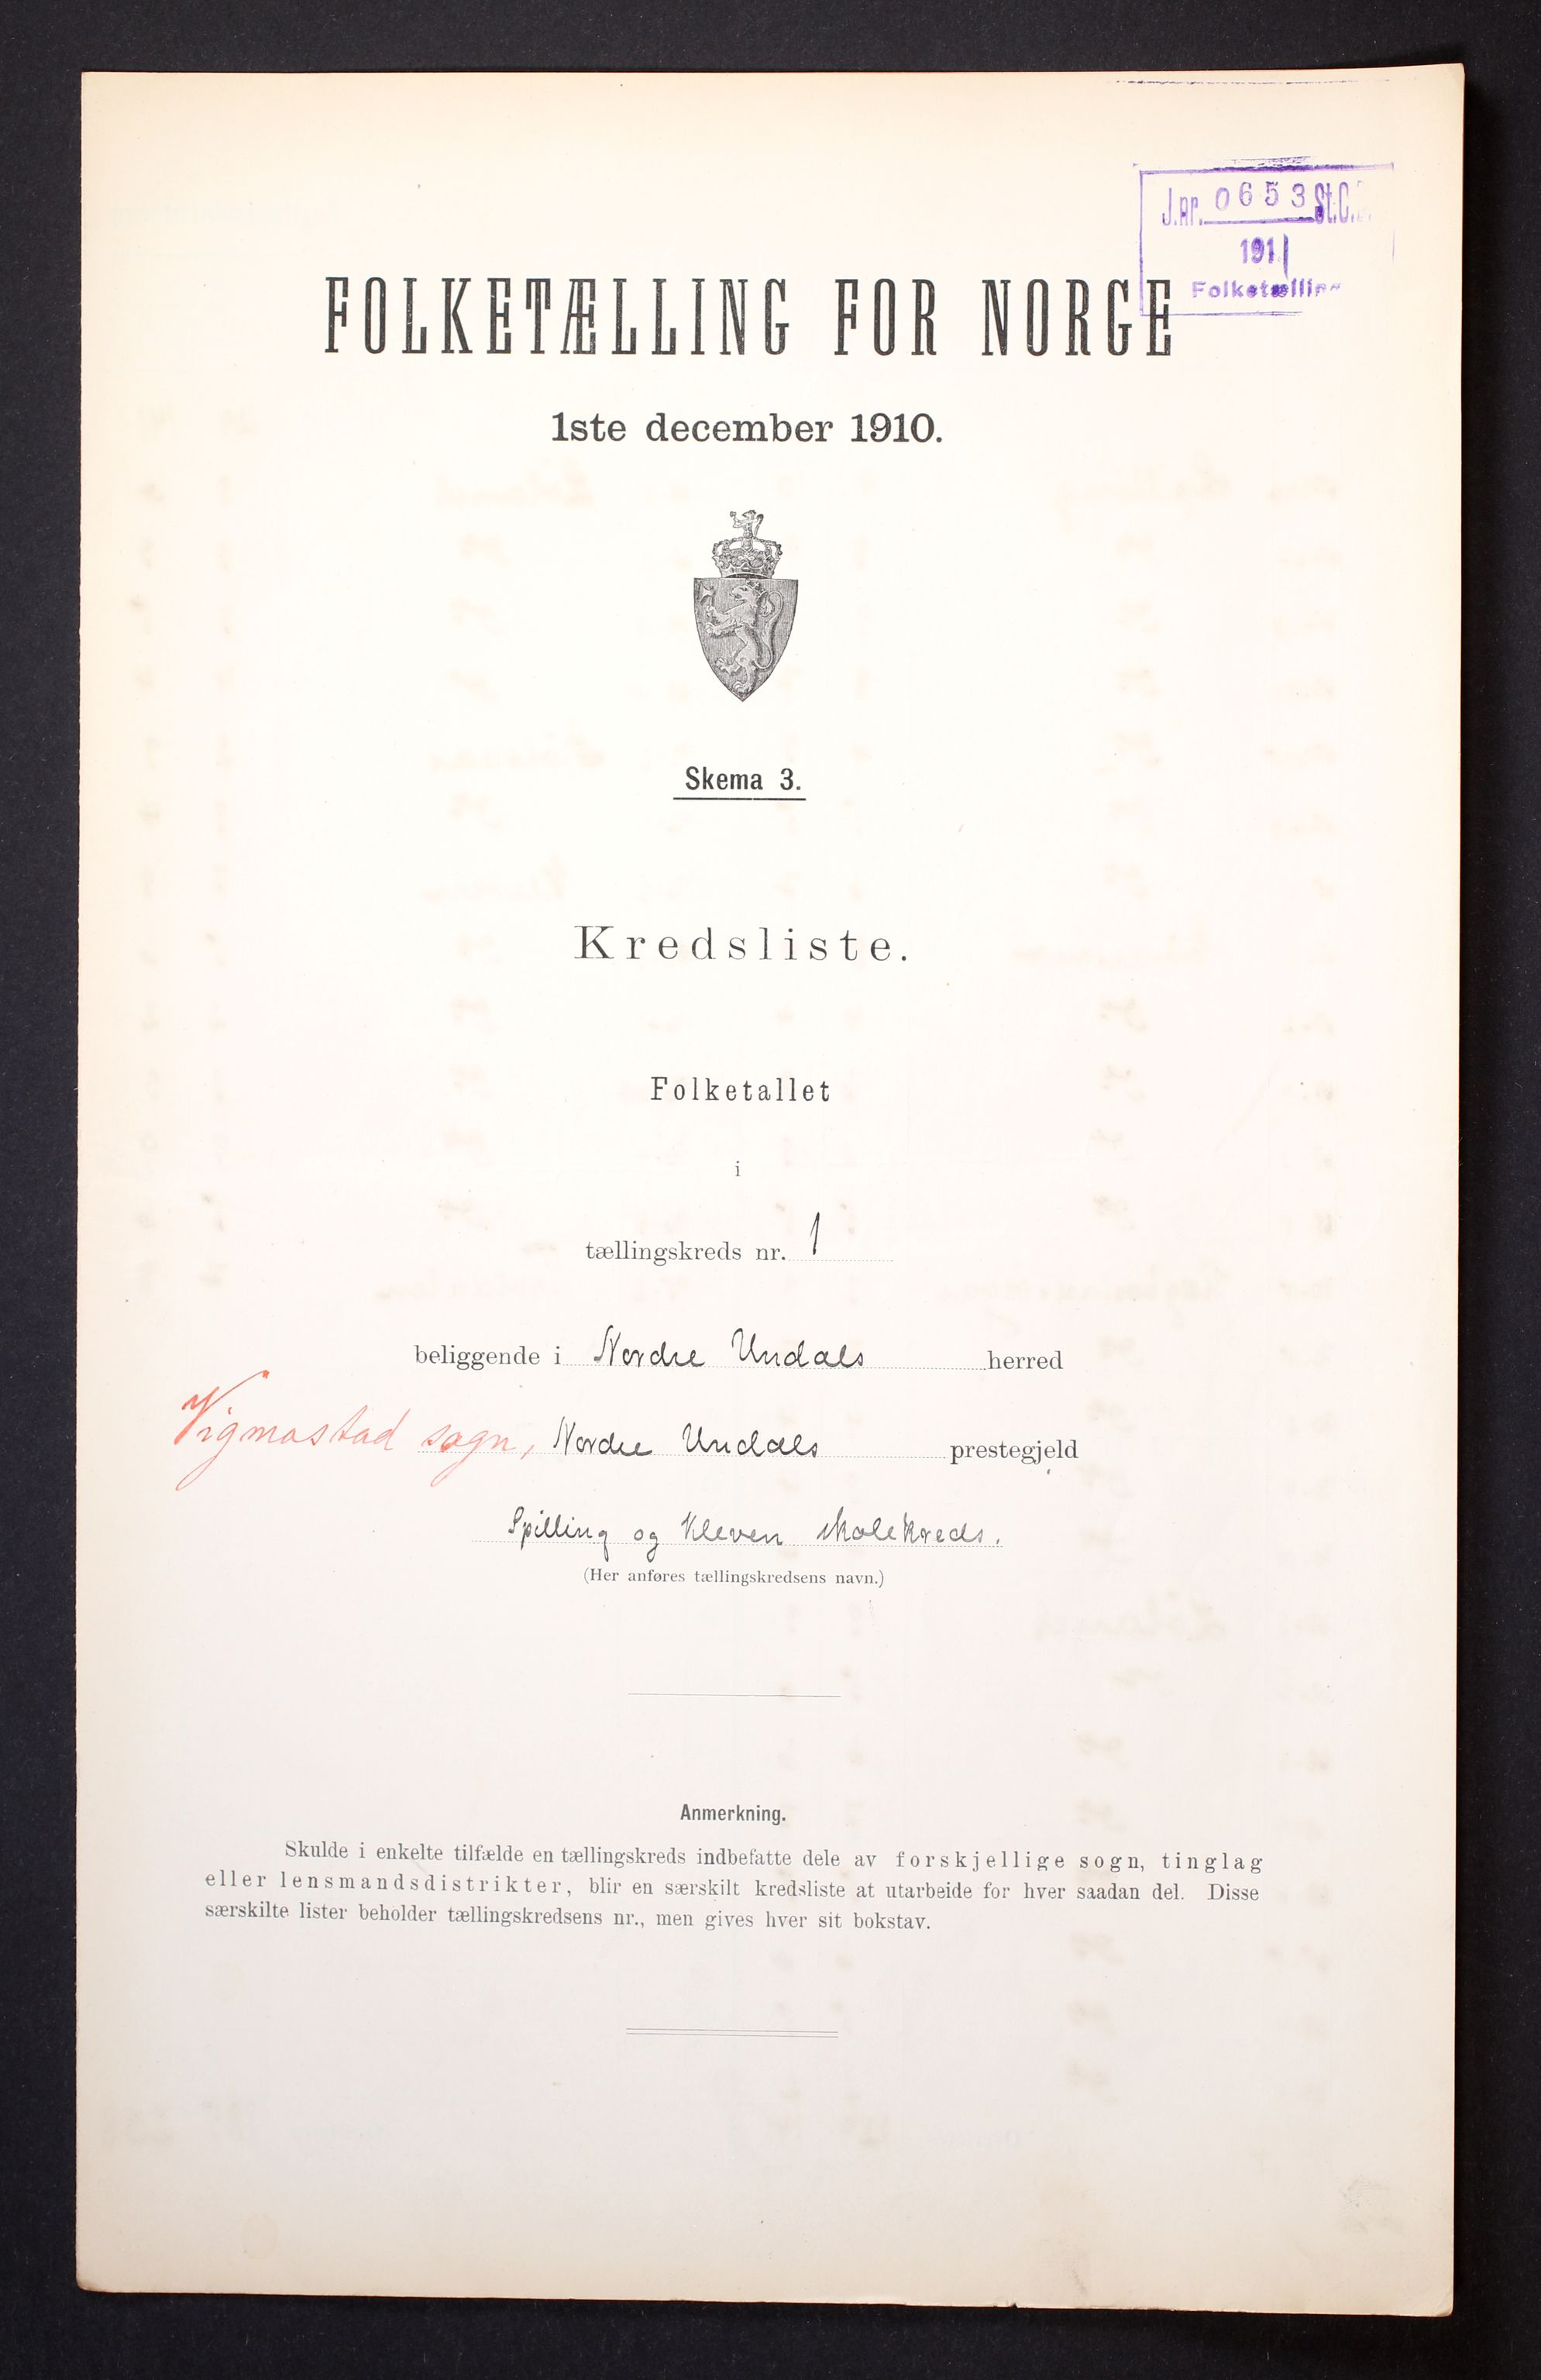 J.nr. 0653 St.C.
1911
Folketælling
FOLKETÆLLING FOR NORGE
1ste december 1910.
Skema 3.
Kredsliste.
Folketallet
i
tællingskreds nr. 1
beliggende i Nordre Undals herred
Vigmostad sogn, Nordre Undals prestegjeld
Spilling og Kleven skolekreds.
(Her anføres tællingskredsens navn.)
Anmerkning.
Skulde i enkelte tilfælde en tællingskreds indbefatte dele av forskjellige sogn, tinglag
eller lensmandsdistrikter, blir en særskilt kredsliste at utarbeide for hver saadan del. Disse
særskilte lister beholder tællingskredsens nr., men gives hver sit bokstav.